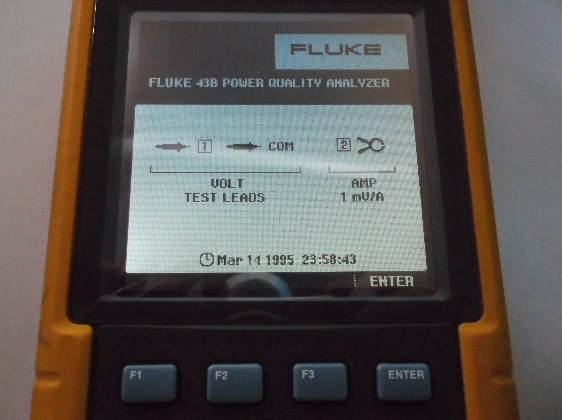 FLUKE
FLUKE 43B POWER QUALITY ANALYZER
1 COM 2
VOLT AMP
TEST LEADS 1 mV/A
Mar 14 1995 23:58:43
ENTER
F1 F2 F3 ENTER